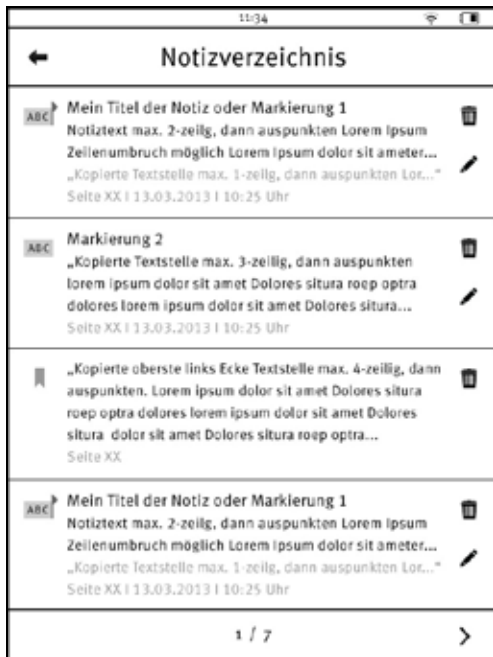 11:34
Notizverzeichnis
ABC
Mein Titel der Notiz oder Markierung 1
Notiztext max. 2-zeilg, dann auspunkten Lorem Ipsum
Zeilenumbruch möglich Lorem Ipsum dolor sit ameter...
„Kopierte Textstelle max. 1-zeilg, dann auspunkten Lor...“
Seite XX I 13.03.2013 I 10:25 Uhr
ABC
Markierung 2
„Kopierte Textstelle max. 3-zeilig, dann auspunkten
lorem ipsum dolor sit amet Dolores situra roep optra
dolores lorem ipsum dolor sit amet Dolores situra...
Seite XX I 13.03.2013 I 10:25 Uhr
„Kopierte oberste links Ecke Textstelle max. 4-zeilig, dann
auspunkten. Lorem ipsum dolor sit amet Dolores situra
roep optra dolores lorem ipsum dolor sit amet Dolores
situra dolor sit amet Dolores situra roep optra...
Seite XX
ABC
Mein Titel der Notiz oder Markierung 1
Notiztext max. 2-zeilg, dann auspunkten Lorem Ipsum
Zeilenumbruch möglich Lorem Ipsum dolor sit ameter...
„Kopierte Textstelle max. 1-zeilg, dann auspunkten Lor...“
Seite XX I 13.03.2013 I 10:25 Uhr
1 / 7